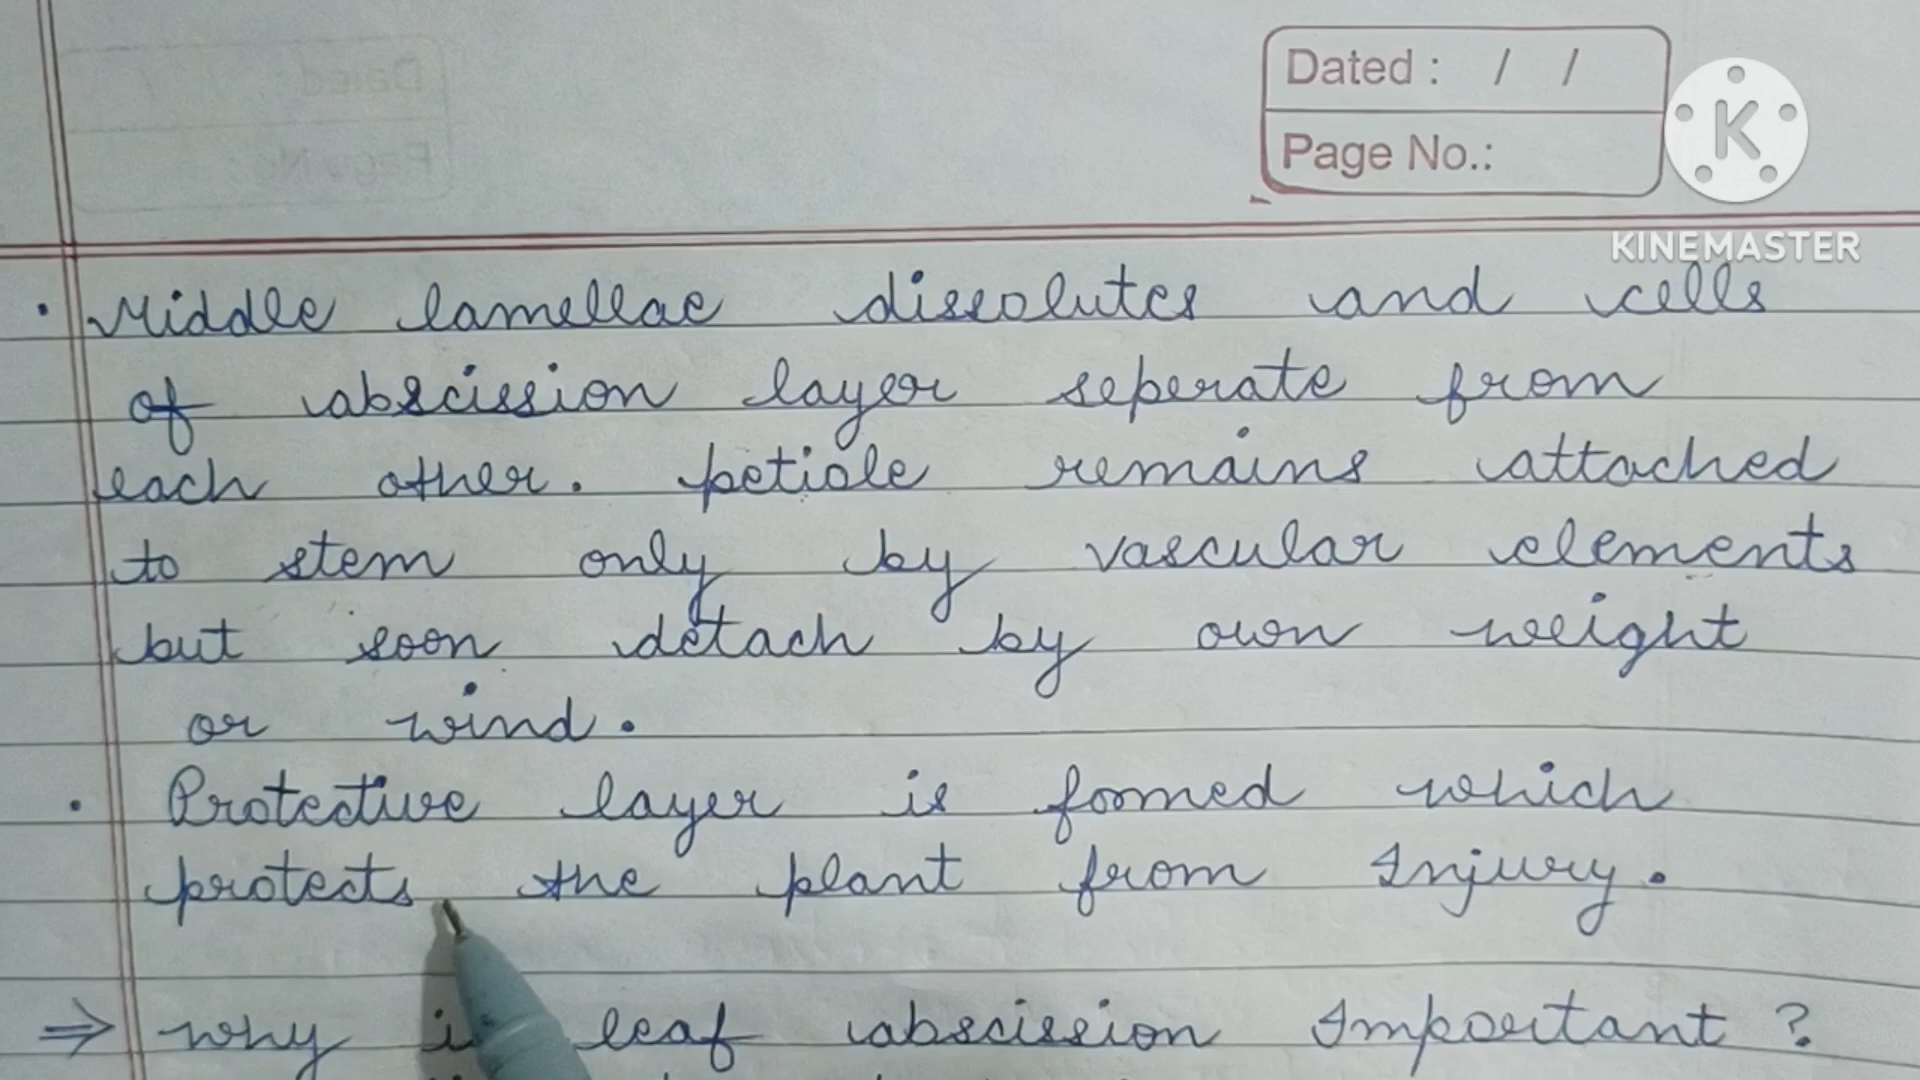 Dated : / /
Page No.:
KINEMASTER
• Middle lamellae dissolutes and cells
of abscission layer seperate from
each other. petiole remains attached
to stem only by vascular elements
but soon detach by own weight
or wind.
• Protective layer is formed which
protects the plant from Injury.
⇒ why is leaf abscission Important ?